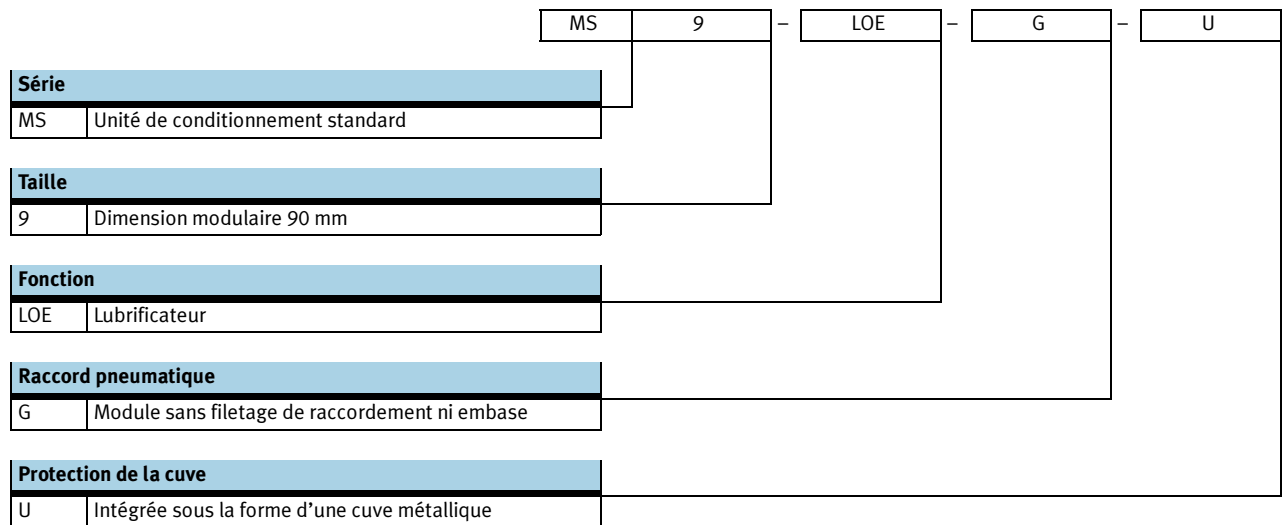 MS 9 – LOE – G – U
Série
MS Unité de conditionnement standard
Taille
9 Dimension modulaire 90 mm
Fonction
LOE Lubrificateur
Raccord pneumatique
G Module sans filetage de raccordement ni embase
Protection de la cuve
U Intégrée sous la forme d'une cuve métallique